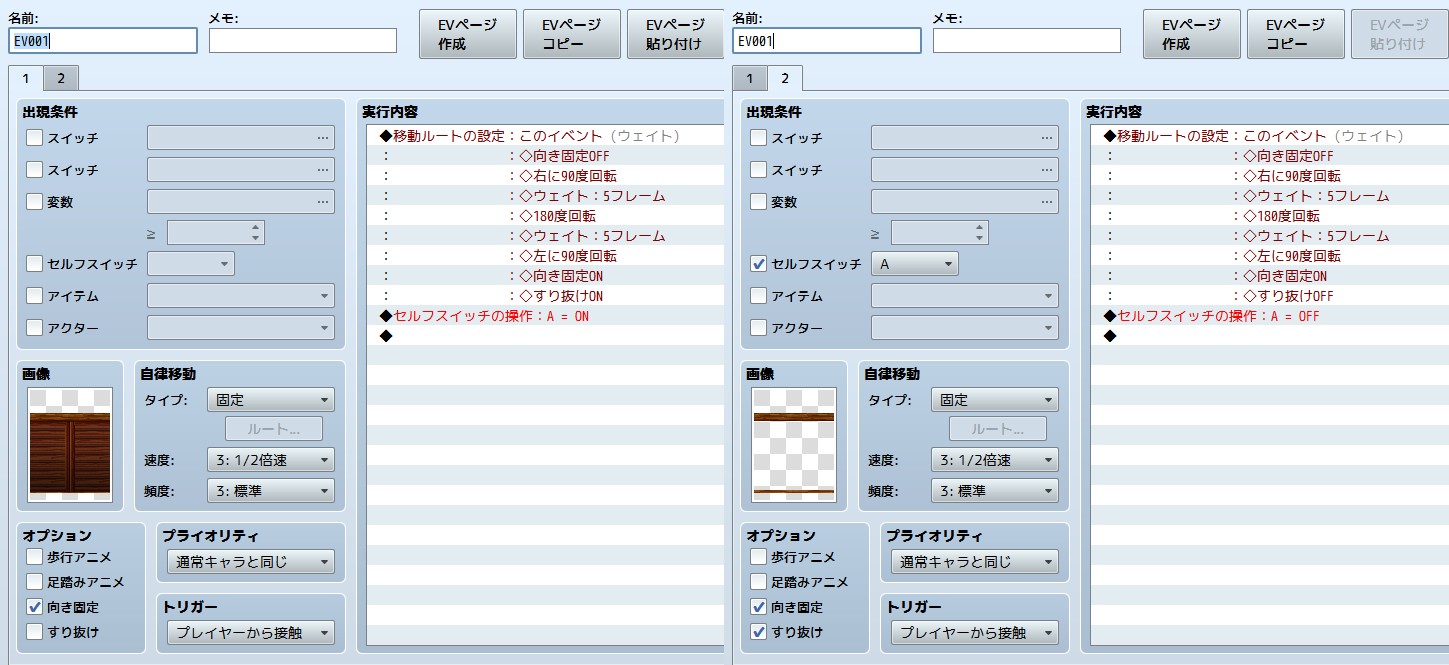 名前:
EV001
メモ:
EVページ
作成
EVページ
コピー
EVページ
貼り付け
1
2
出現条件
スイッチ
...
スイッチ
...
変数
...
≥
セルフスイッチ
アイテム
アクター
画像
自律移動
タイプ:
固定
ルート...
速度:
3: 1/2倍速
頻度:
3: 標準
オプション
歩行アニメ
足踏みアニメ
向き固定
すり抜け
プライオリティ
通常キャラと同じ
トリガー
プレイヤーから接触
実行内容
◆移動ルートの設定：このイベント (ウェイト)
：　：◇向き固定OFF
：　：◇右に90度回転
：　：◇ウェイト：5フレーム
：　：◇180度回転
：　：◇ウェイト：5フレーム
：　：◇左に90度回転
：　：◇向き固定ON
：　：◇すり抜けON
◆セルフスイッチの操作：A = ON
◆
名前:
EV001
メモ:
EVページ
作成
EVページ
コピー
EVページ
貼り付け
1
2
出現条件
スイッチ
...
スイッチ
...
変数
...
≥
セルフスイッチ
A
アイテム
アクター
画像
自律移動
タイプ:
固定
ルート...
速度:
3: 1/2倍速
頻度:
3: 標準
オプション
歩行アニメ
足踏みアニメ
向き固定
すり抜け
プライオリティ
通常キャラと同じ
トリガー
プレイヤーから接触
実行内容
◆移動ルートの設定：このイベント (ウェイト)
：　：◇向き固定OFF
：　：◇右に90度回転
：　：◇ウェイト：5フレーム
：　：◇180度回転
：　：◇ウェイト：5フレーム
：　：◇左に90度回転
：　：◇向き固定ON
：　：◇すり抜けOFF
◆セルフスイッチの操作：A = OFF
◆